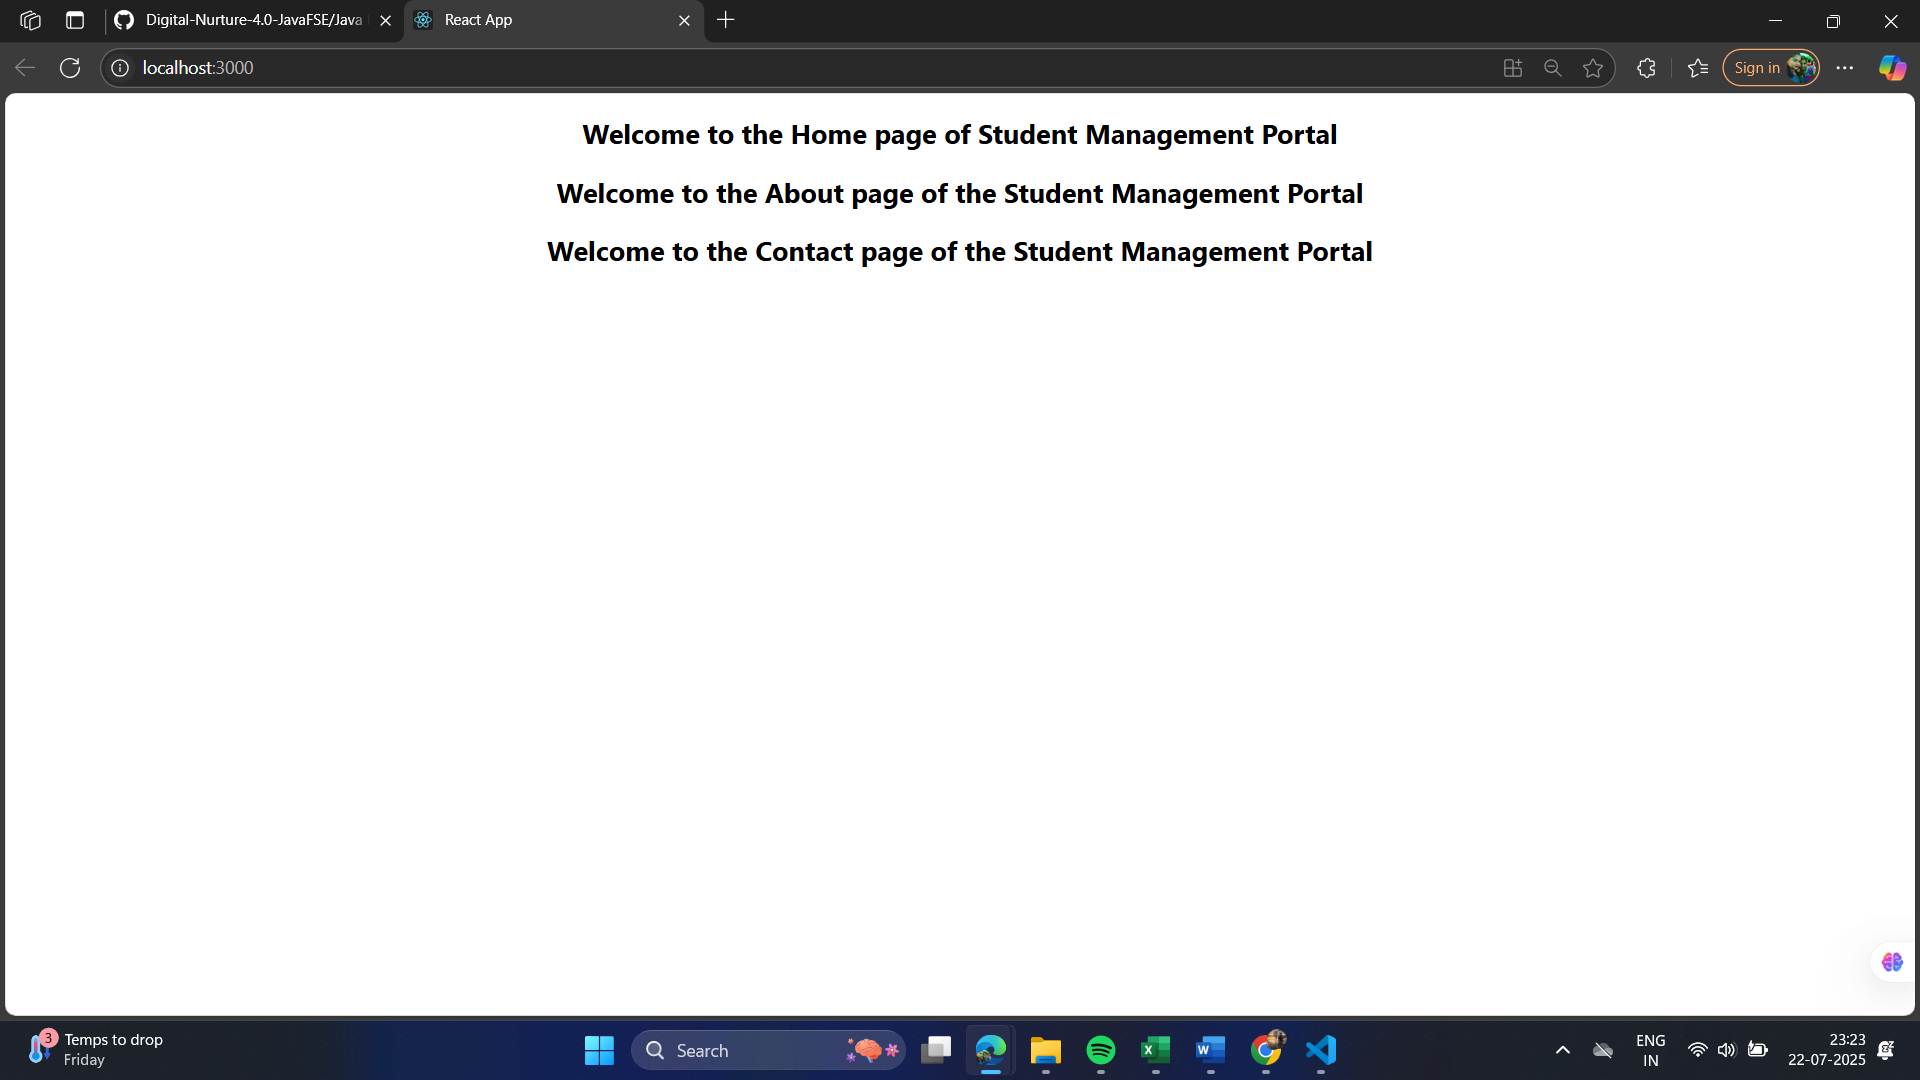 Digital-Nurture-4.0-JavaFSE/Java
React App
localhost:3000
Sign in
Welcome to the Home page of Student Management Portal
Welcome to the About page of the Student Management Portal
Welcome to the Contact page of the Student Management Portal
3
Temps to drop
Friday
Search
ENG
IN
23:23
22-07-2025